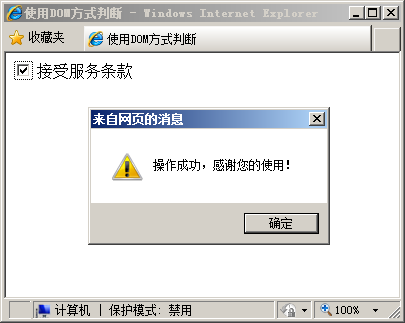 使用DOM方式判断 - Windows Internet Explorer
收藏夹
使用DOM方式判断
接受服务条款
来自网页的消息
操作成功，感谢您的使用！
确定
计算机 | 保护模式: 禁用
100%